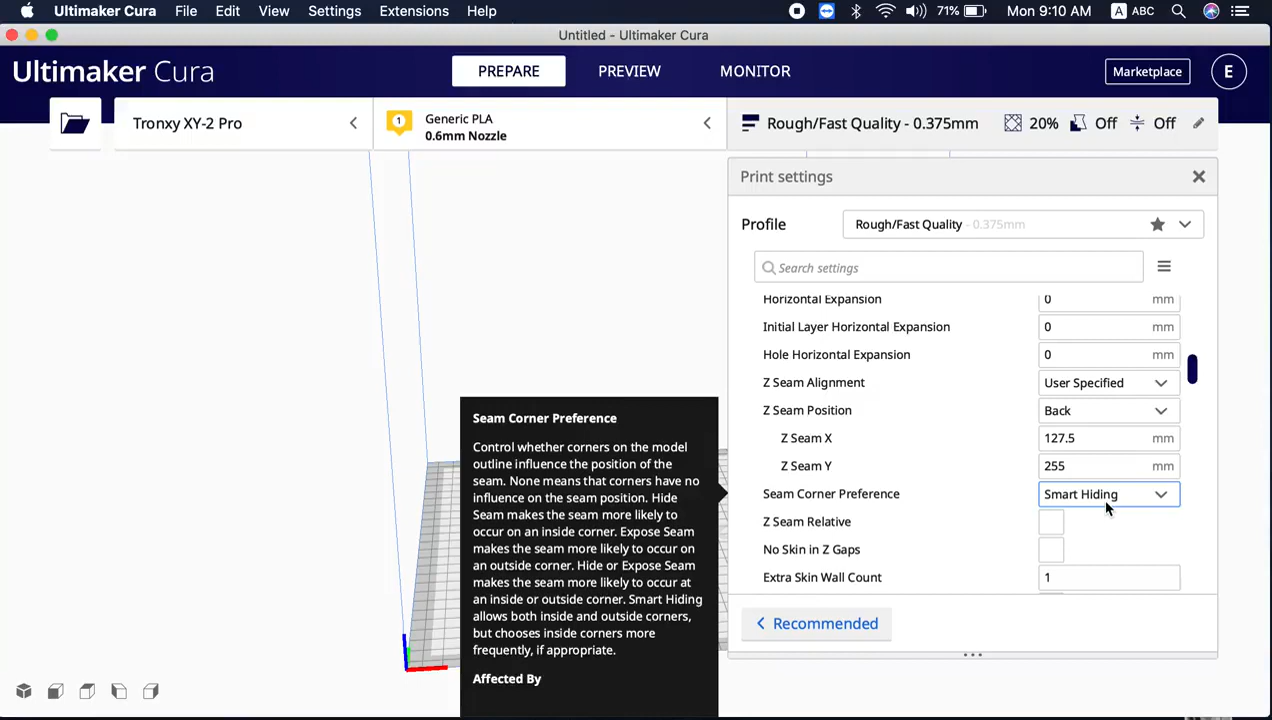 Ultimaker Cura File Edit View Settings Extensions Help 71% Mon 9:10 AM A ABC
Untitled - Ultimaker Cura
Ultimaker Cura PREPARE PREVIEW MONITOR Marketplace E
Tronxy XY-2 Pro
1 Generic PLA
0.6mm Nozzle
Rough/Fast Quality - 0.375mm 20% Off Off
Print settings
Profile Rough/Fast Quality - 0.375mm
Search settings
Horizontal Expansion 0 mm
Initial Layer Horizontal Expansion 0 mm
Hole Horizontal Expansion 0 mm
Z Seam Alignment User Specified
Z Seam Position Back
Z Seam X 127.5 mm
Z Seam Y 255 mm
Seam Corner Preference Smart Hiding
Z Seam Relative
No Skin in Z Gaps
Extra Skin Wall Count 1
Recommended
Seam Corner Preference
Control whether corners on the model
outline influence the position of the
seam. None means that corners have no
influence on the seam position. Hide
Seam makes the seam more likely to
occur on an inside corner. Expose Seam
makes the seam more likely to occur on
an outside corner. Hide or Expose Seam
makes the seam more likely to occur at
an inside or outside corner. Smart Hiding
allows both inside and outside corners,
but chooses inside corners more
frequently, if appropriate.
Affected By